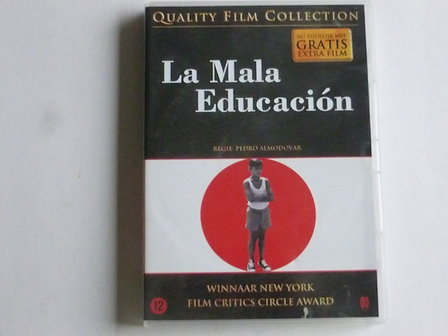 QUALITY FILM COLLECTION
NU TIJDELIJK MET
GRATIS
EXTRA FILM
La Mala
Educación
REGIE PEDRO ALMODOVAR
WINNAAR NEW YORK
FILM CRITICS CIRCLE AWARD
12